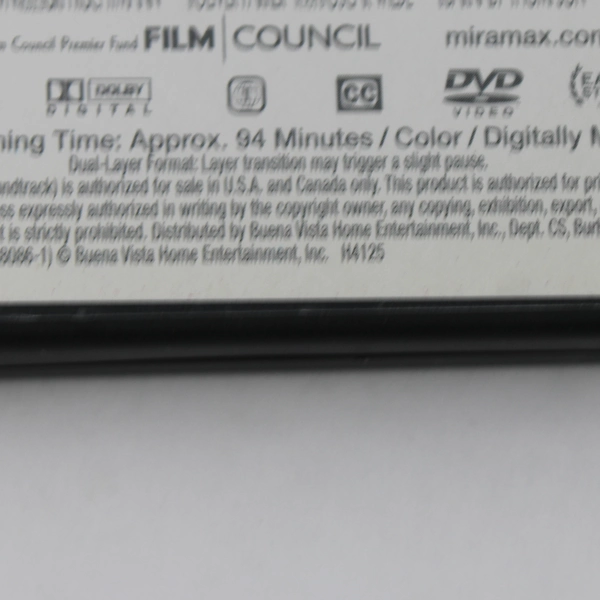 Council Premier Fund FILM COUNCIL miramax.com
DOLBY
DIGITAL
CC
DVD
VIDEO
ning Time: Approx. 94 Minutes / Color / Digitally M
Dual-Layer Format: Layer transition may trigger a slight pause.
ndtrack) is authorized for sale in U.S.A. and Canada only. This product is authorized for pri
ss expressly authorized in writing by the copyright owner, any copying, exhibition, export,
t is strictly prohibited. Distributed by Buena Vista Home Entertainment, Inc., Dept. CS, Burb
8086-1) © Buena Vista Home Entertainment, Inc. H4125